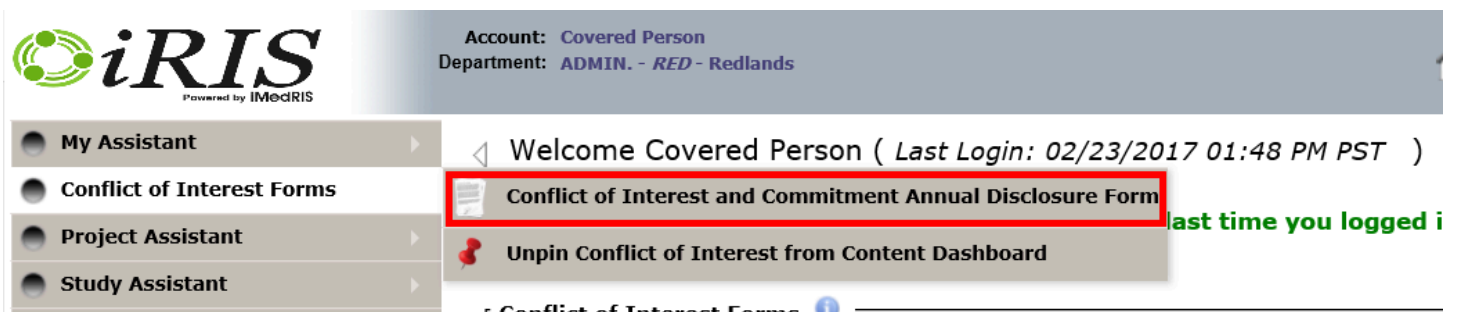 iRIS
Powered by IMedRIS
Account: Covered Person
Department: ADMIN. - RED - Redlands
My Assistant
Welcome Covered Person ( Last Login: 02/23/2017 01:48 PM PST )
Conflict of Interest Forms
Conflict of Interest and Commitment Annual Disclosure Form
last time you logged i
Project Assistant
Unpin Conflict of Interest from Content Dashboard
Study Assistant
Conflict of Interest Forms